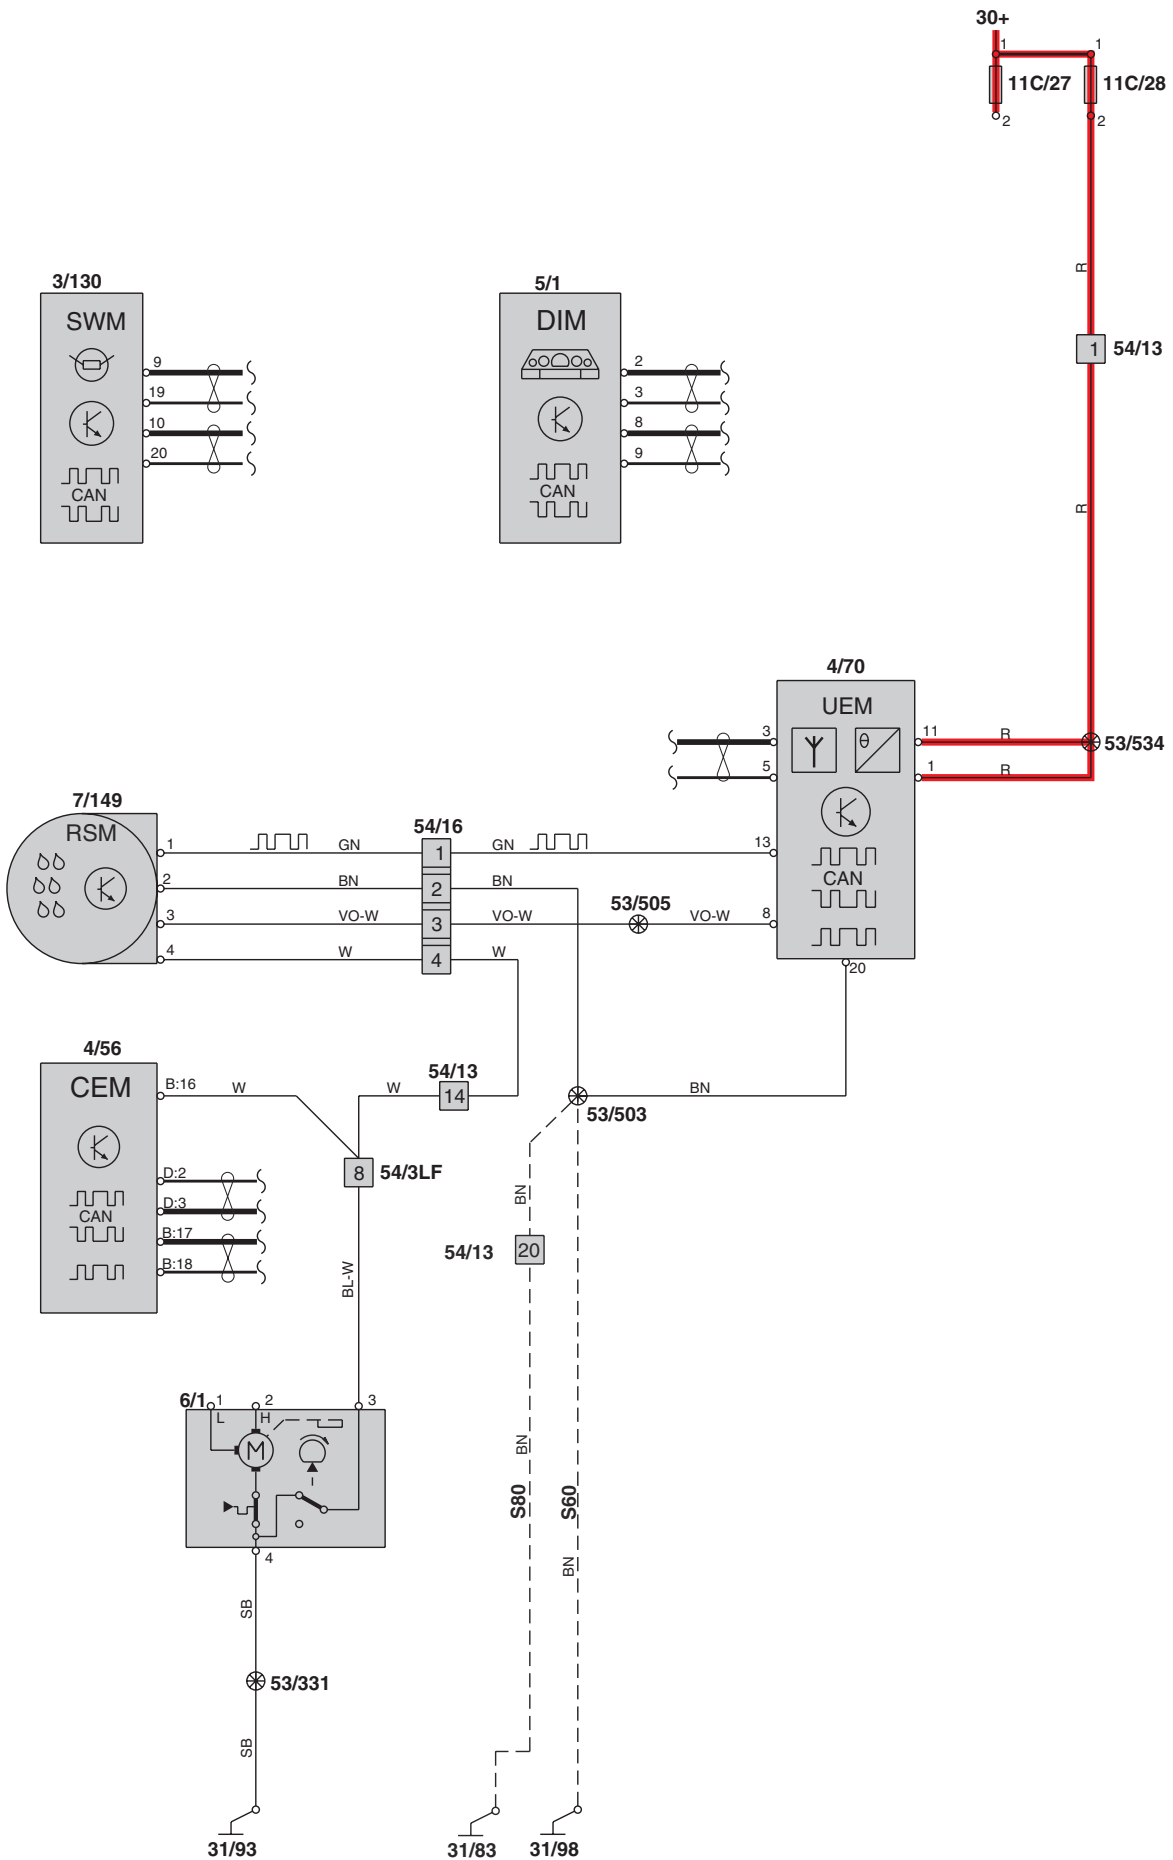 30+
1
1
11C/27
11C/28
2
2
R
3/130
5/1
SWM
DIM
54/13
1
9
19
10
20
CAN
2
3
8
9
CAN
R
4/70
UEM
θ
3
5
11
R
53/534
1
R
7/149
RSM
54/16
1
GN
1
GN
13
CAN
2
BN
2
BN
53/505
3
VO-W
3
VO-W
VO-W
8
4
W
4
W
20
4/56
CEM
B:16
W
54/13
W
14
BN
53/503
8
54/3LF
D:2
D:3
CAN
B:17
B:18
BN
54/13
20
BL-W
6/1
1
2
3
L
H
M
BN
S80
S60
4
BN
SB
53/331
SB
31/93
31/83
31/98